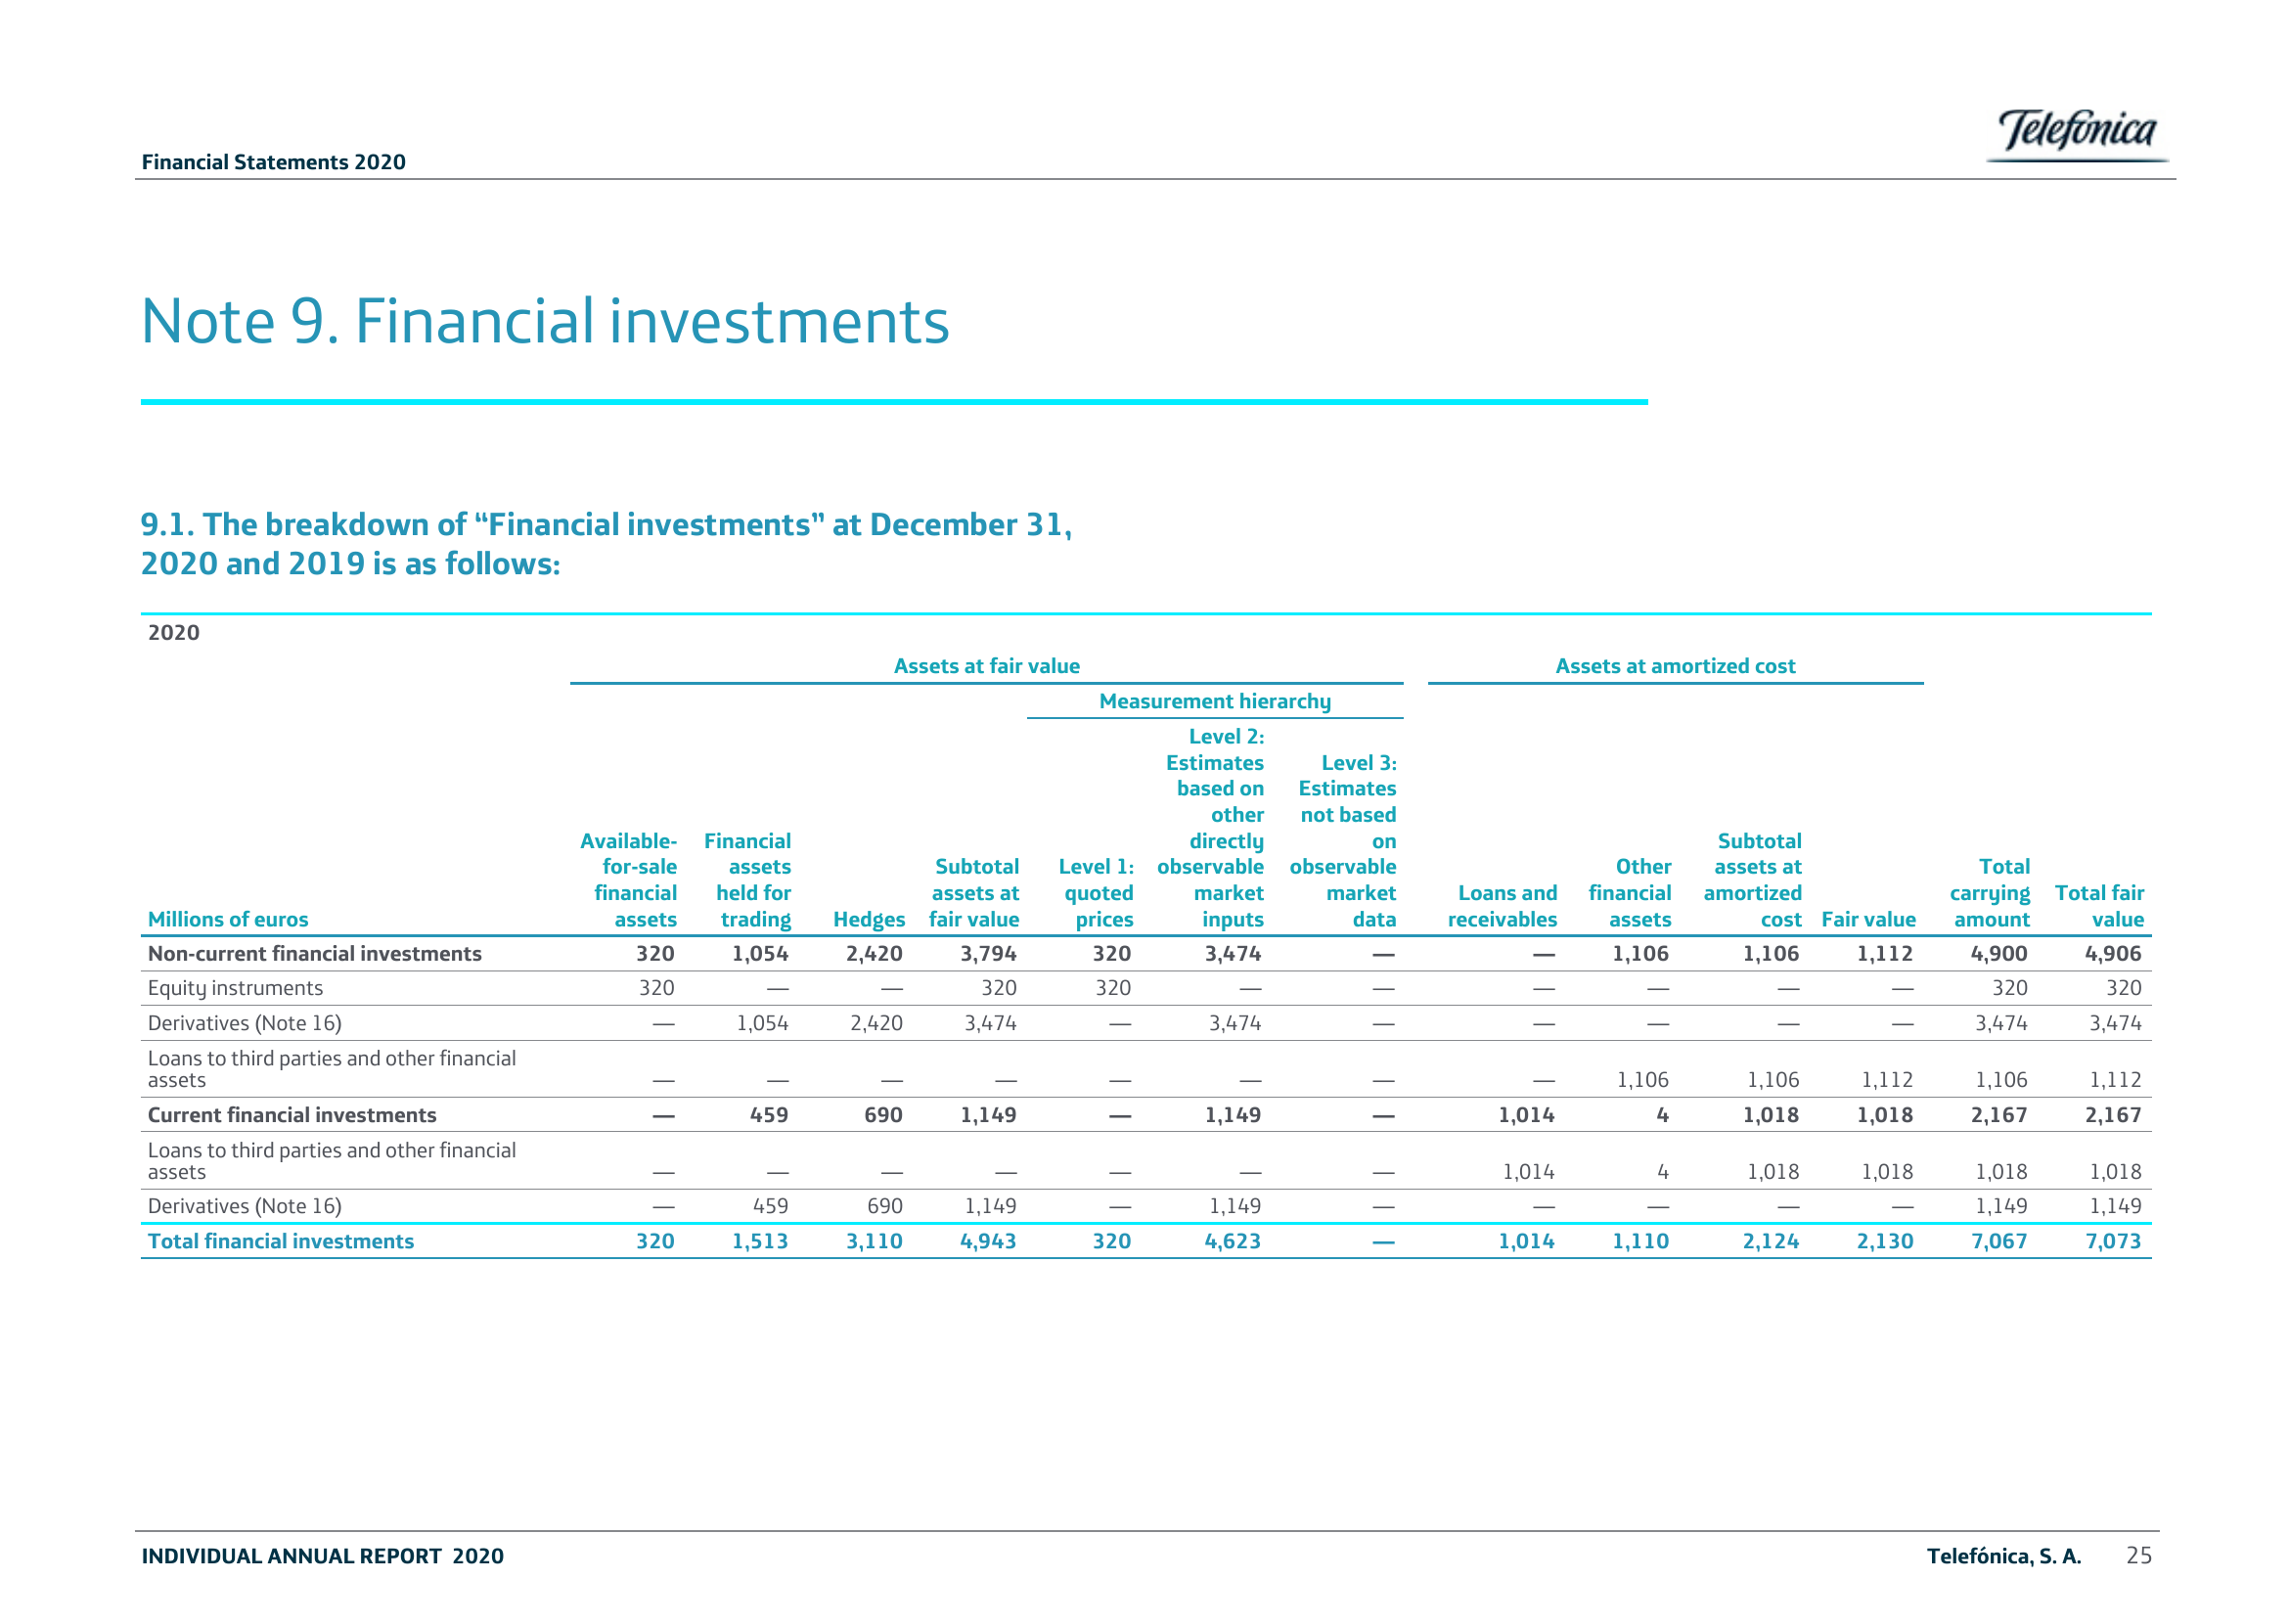 Telefónica
Financial Statements 2020
Note 9. Financial investments
9.1. The breakdown of “Financial investments” at December 31,
2020 and 2019 is as follows:
2020
Assets at fair value Assets at amortized cost
Measurement hierarchy
Millions of euros Available-for-sale financial assets Financial assets held for trading Hedges Subtotal assets at fair value Level 1: quoted prices Level 2: Estimates based on other directly observable market inputs Level 3: Estimates not based on observable market data Loans and receivables Other financial assets Subtotal assets at amortized cost Fair value Total carrying amount Total fair value
Non-current financial investments 320 1,054 2,420 3,794 320 3,474 — — 1,106 1,106 1,112 4,900 4,906
Equity instruments 320 — — 320 320 — — — — — — 320 320
Derivatives (Note 16) — 1,054 2,420 3,474 — 3,474 — — — — — 3,474 3,474
Loans to third parties and other financial
assets — — — — — — — — 1,106 1,106 1,112 1,106 1,112
Current financial investments — 459 690 1,149 — 1,149 — 1,014 4 1,018 1,018 2,167 2,167
Loans to third parties and other financial
assets — — — — — — — 1,014 4 1,018 1,018 1,018 1,018
Derivatives (Note 16) — 459 690 1,149 — 1,149 — — — — — 1,149 1,149
Total financial investments 320 1,513 3,110 4,943 320 4,623 — 1,014 1,110 2,124 2,130 7,067 7,073
INDIVIDUAL ANNUAL REPORT 2020 Telefónica, S. A. 25